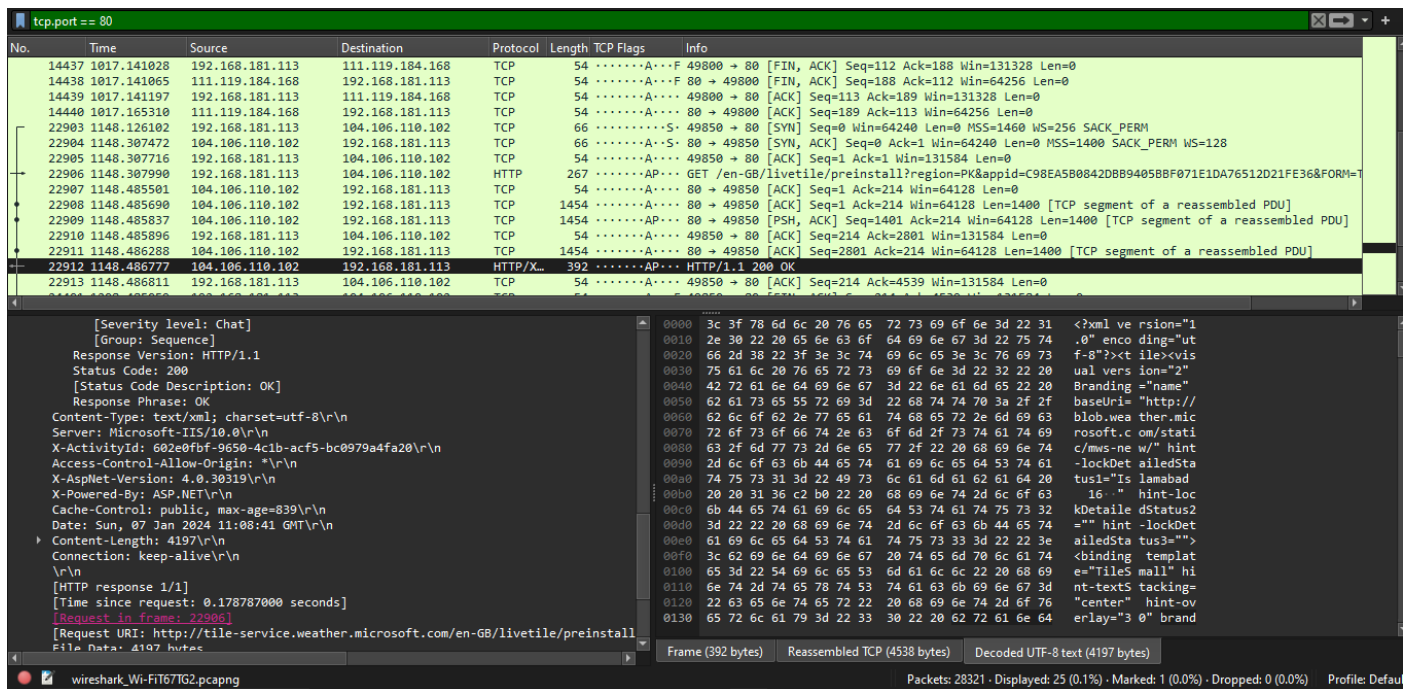 tcp.port == 80
No. Time Source Destination Protocol Length TCP Flags Info
14437 1017.141028 192.168.181.113 111.119.184.168 TCP 54 ·······A···F 49800 → 80 [FIN, ACK] Seq=112 Ack=188 Win=131328 Len=0
14438 1017.141065 111.119.184.168 192.168.181.113 TCP 54 ·······A···F 80 → 49800 [FIN, ACK] Seq=188 Ack=112 Win=64256 Len=0
14439 1017.141197 192.168.181.113 111.119.184.168 TCP 54 ·······A···· 49800 → 80 [ACK] Seq=113 Ack=189 Win=131328 Len=0
14440 1017.165310 111.119.184.168 192.168.181.113 TCP 54 ·······A···· 80 → 49800 [ACK] Seq=189 Ack=113 Win=64256 Len=0
22903 1148.126102 192.168.181.113 104.106.110.102 TCP 66 ··········S· 49850 → 80 [SYN] Seq=0 Win=64240 Len=0 MSS=1460 WS=256 SACK_PERM
22904 1148.307472 104.106.110.102 192.168.181.113 TCP 66 ·······A··S· 80 → 49850 [SYN, ACK] Seq=0 Ack=1 Win=64240 Len=0 MSS=1400 SACK_PERM WS=128
22905 1148.307716 192.168.181.113 104.106.110.102 TCP 54 ·······A···· 49850 → 80 [ACK] Seq=1 Ack=1 Win=131584 Len=0
22906 1148.307990 192.168.181.113 104.106.110.102 HTTP 267 ·······AP··· GET /en-GB/livetile/preinstall?region=PK&appid=C98EA5B0842DBB9405BBF071E1DA76512D21FE36&FORM=T
22907 1148.485501 104.106.110.102 192.168.181.113 TCP 54 ·······A···· 80 → 49850 [ACK] Seq=1 Ack=214 Win=64128 Len=0
22908 1148.485690 104.106.110.102 192.168.181.113 TCP 1454 ·······A···· 80 → 49850 [ACK] Seq=1 Ack=214 Win=64128 Len=1400 [TCP segment of a reassembled PDU]
22909 1148.485837 104.106.110.102 192.168.181.113 TCP 1454 ·······AP··· 80 → 49850 [PSH, ACK] Seq=1401 Ack=214 Win=64128 Len=1400 [TCP segment of a reassembled PDU]
22910 1148.485896 192.168.181.113 104.106.110.102 TCP 54 ·······A···· 49850 → 80 [ACK] Seq=214 Ack=2801 Win=131584 Len=0
22911 1148.486288 104.106.110.102 192.168.181.113 TCP 1454 ·······A···· 80 → 49850 [ACK] Seq=2801 Ack=214 Win=64128 Len=1400 [TCP segment of a reassembled PDU]
22912 1148.486777 104.106.110.102 192.168.181.113 HTTP/X… 392 ·······AP··· HTTP/1.1 200 OK
22913 1148.486811 192.168.181.113 104.106.110.102 TCP 54 ·······A···· 49850 → 80 [ACK] Seq=214 Ack=4539 Win=131584 Len=0
[Severity level: Chat]
[Group: Sequence]
Response Version: HTTP/1.1
Status Code: 200
[Status Code Description: OK]
Response Phrase: OK
Content-Type: text/xml; charset=utf-8\r\n
Server: Microsoft-IIS/10.0\r\n
X-ActivityId: 602e0fbf-9650-4c1b-acf5-bc0979a4fa20\r\n
Access-Control-Allow-Origin: *\r\n
X-AspNet-Version: 4.0.30319\r\n
X-Powered-By: ASP.NET\r\n
Cache-Control: public, max-age=839\r\n
Date: Sun, 07 Jan 2024 11:08:41 GMT\r\n
Content-Length: 4197\r\n
Connection: keep-alive\r\n
\r\n
[HTTP response 1/1]
[Time since request: 0.178787000 seconds]
[Request in frame: 22906]
[Request URI: http://tile-service.weather.microsoft.com/en-GB/livetile/preinstall
File Data: 4197 bytes
0000 3c 3f 78 6d 6c 20 76 65 72 73 69 6f 6e 3d 22 31 <?xml ve rsion="1
0010 2e 30 22 20 65 6e 63 6f 64 69 6e 67 3d 22 75 74 .0" enco ding="ut
0020 66 2d 38 22 3f 3e 3c 74 69 6c 65 3e 3c 76 69 73 f-8"?><t ile><vis
0030 75 61 6c 20 76 65 72 73 69 6f 6e 3d 22 32 22 20 ual vers ion="2"
0040 42 72 61 6e 64 69 6e 67 3d 22 6e 61 6d 65 22 20 Branding ="name"
0050 62 61 73 65 55 72 69 3d 22 68 74 74 70 3a 2f 2f baseUri= "http://
0060 62 6c 6f 62 2e 77 65 61 74 68 65 72 2e 6d 69 63 blob.wea ther.mic
0070 72 6f 73 6f 66 74 2e 63 6f 6d 2f 73 74 61 74 69 rosoft.c om/stati
0080 63 2f 6d 77 73 2d 6e 65 77 2f 22 20 68 69 6e 74 c/mws-ne w/" hint
0090 2d 6c 6f 63 6b 44 65 74 61 69 6c 65 64 53 74 61 -lockDet ailedSta
00a0 74 75 73 31 3d 22 49 73 6c 61 6d 61 62 61 64 20 tus1="Is lamabad
00b0 20 20 31 36 c2 b0 22 20 68 69 6e 74 2d 6c 6f 63 16··" hint-loc
00c0 6b 44 65 74 61 69 6c 65 64 53 74 61 74 75 73 32 kDetaile dStatus2
00d0 3d 22 22 20 68 69 6e 74 2d 6c 6f 63 6b 44 65 74 ="" hint -lockDet
00e0 61 69 6c 65 64 53 74 61 74 75 73 33 3d 22 22 3e ailedSta tus3="">
00f0 3c 62 69 6e 64 69 6e 67 20 74 65 6d 70 6c 61 74 <binding templat
0100 65 3d 22 54 69 6c 65 53 6d 61 6c 6c 22 20 68 69 e="TileS mall" hi
0110 6e 74 2d 74 65 78 74 53 74 61 63 6b 69 6e 67 3d nt-textS tacking=
0120 22 63 65 6e 74 65 72 22 20 68 69 6e 74 2d 6f 76 "center" hint-ov
0130 65 72 6c 61 79 3d 22 33 30 22 20 62 72 61 6e 64 erlay="3 0" brand
Frame (392 bytes) Reassembled TCP (4538 bytes) Decoded UTF-8 text (4197 bytes)
wireshark_Wi-FiT67TG2.pcapng Packets: 28321 · Displayed: 25 (0.1%) · Marked: 1 (0.0%) · Dropped: 0 (0.0%) Profile: Defau